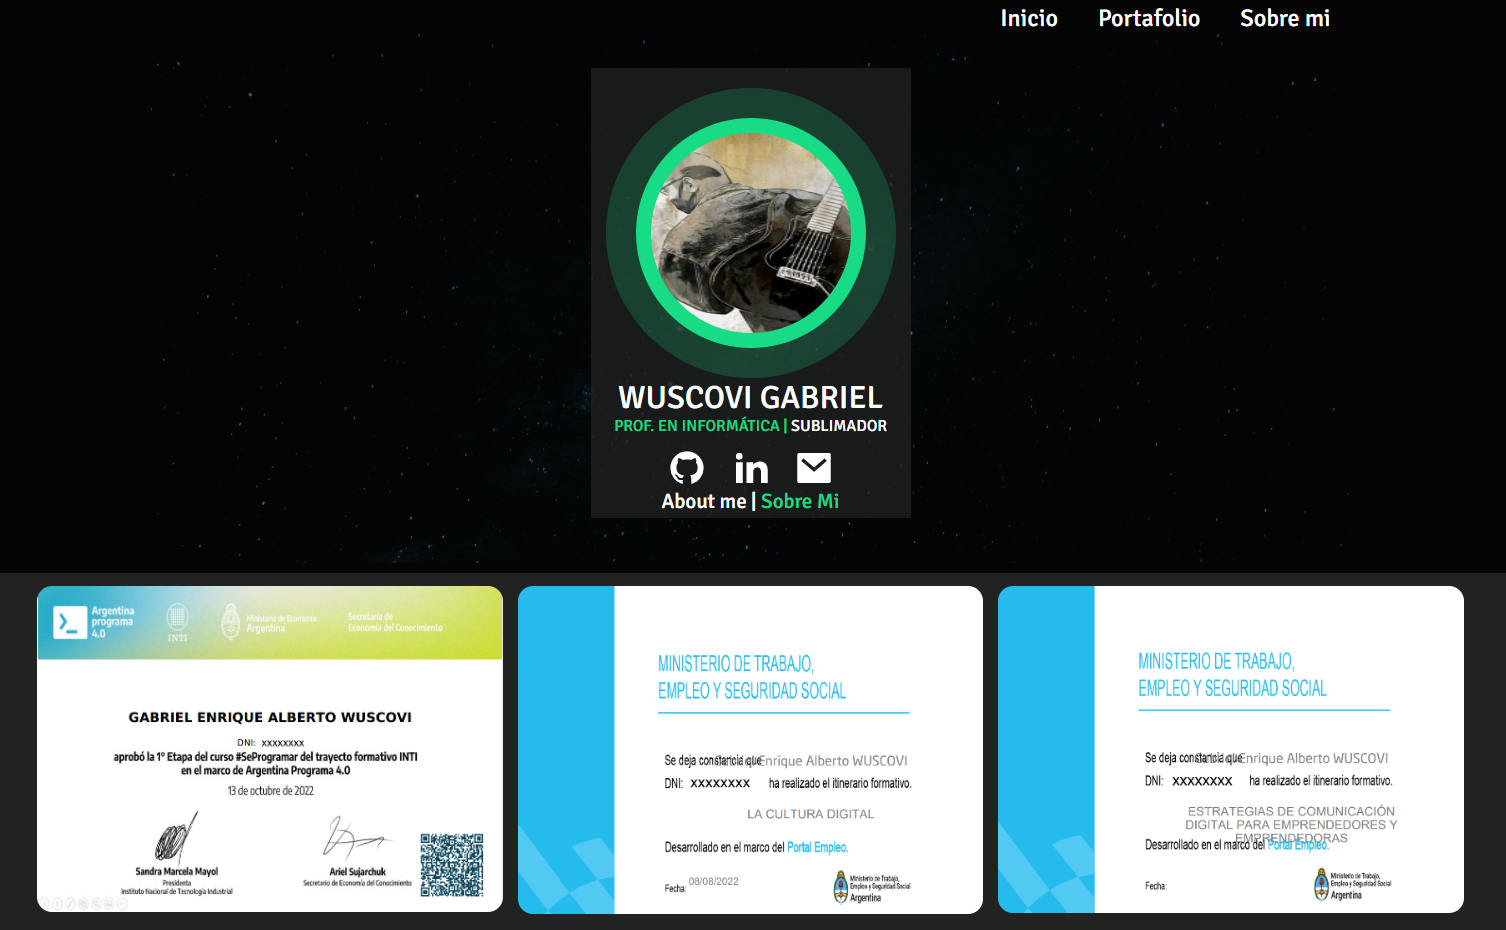 Inicio Portafolio Sobre mi
WUSCOVI GABRIEL
PROF. EN INFORMÁTICA | SUBLIMADOR
About me | Sobre Mi
Argentina
programa
4.0
INTI
Ministerio de Economía
Argentina
Secretaría de
Economía del Conocimiento
GABRIEL ENRIQUE ALBERTO WUSCOVI
DNI: xxxxxxxx
aprobó la 1° Etapa del curso #SeProgramar del trayecto formativo INTI
en el marco de Argentina Programa 4.0
13 de octubre de 2022
Sandra Marcela Mayol
Presidenta
Instituto Nacional de Tecnología Industrial
Ariel Sujarchuk
Secretario de Economía del Conocimiento
MINISTERIO DE TRABAJO,
EMPLEO Y SEGURIDAD SOCIAL
Se deja constancia que Enrique Alberto WUSCOVI
DNI: XXXXXXXX ha realizado el itinerario formativo.
LA CULTURA DIGITAL
Desarrollado en el marco del Portal Empleo.
Fecha: 08/08/2022
Ministerio de Trabajo,
Empleo y Seguridad Social
Argentina
MINISTERIO DE TRABAJO,
EMPLEO Y SEGURIDAD SOCIAL
Se deja constancia que Enrique Alberto WUSCOVI
DNI: XXXXXXXX ha realizado el itinerario formativo.
ESTRATEGIAS DE COMUNICACIÓN
DIGITAL PARA EMPRENDEDORES Y
EMPRENDEDORAS
Desarrollado en el marco del Portal Empleo.
Fecha:
Ministerio de Trabajo,
Empleo y Seguridad Social
Argentina